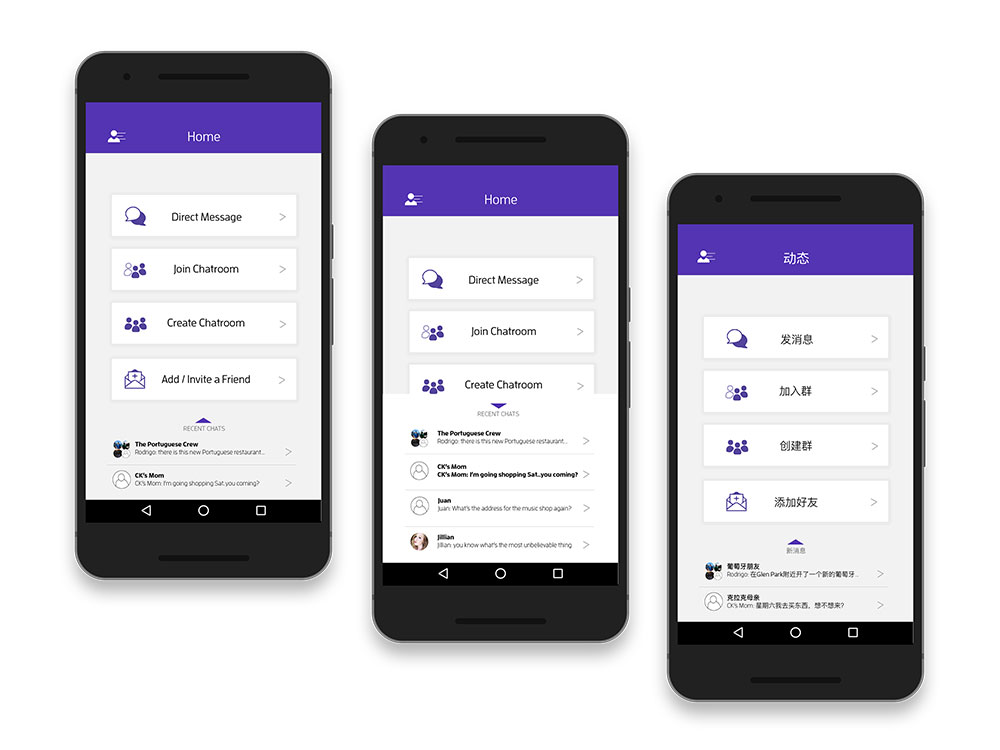 Home
Direct Message
Join Chatroom
Create Chatroom
Add / Invite a Friend
RECENT CHATS
The Portuguese Crew
Rodrigo: there is this new Portuguese restaurant...
CK's Mom
CK's Mom: I'm going shopping Sat..you coming?
Home
Direct Message
Join Chatroom
Create Chatroom
RECENT CHATS
The Portuguese Crew
Rodrigo: there is this new Portuguese restaurant...
CK's Mom
CK's Mom: I'm going shopping Sat..you coming?
Juan
Juan: What's the address for the music shop again?
Jillian
Jillian: you know what's the most unbelievable thing
动态
发消息
加入群
创建群
添加好友
新消息
葡萄牙朋友
Rodrigo: 在Glen Park附近开了一个新的葡萄牙...
克拉克母亲
CK's Mom: 星期六我去买东西，想不想来?